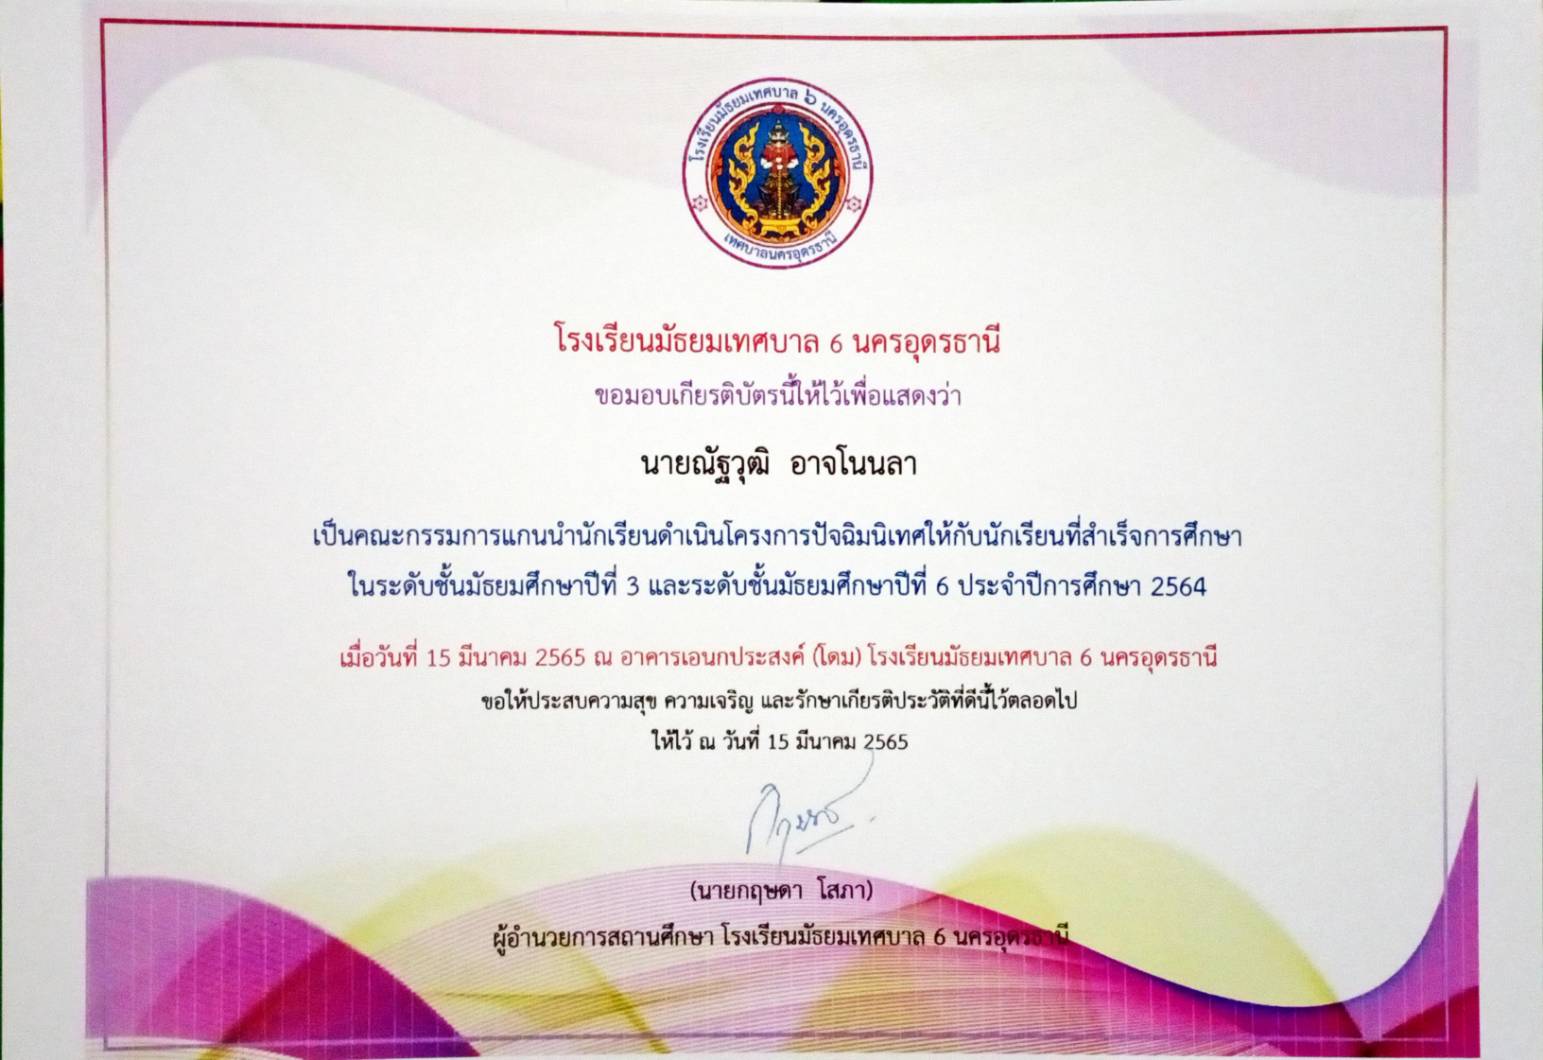 โรงเรียนมัธยมเทศบาล ๖ นครอุดรธานี
เทศบาลนครอุดรธานี
โรงเรียนมัธยมเทศบาล 6 นครอุดรธานี
ขอมอบเกียรติบัตรนี้ให้ไว้เพื่อแสดงว่า
นายณัฐวุฒิ อาจโนนลา
เป็นคณะกรรมการแกนนำนักเรียนดำเนินโครงการปัจฉิมนิเทศให้กับนักเรียนที่สำเร็จการศึกษา
ในระดับชั้นมัธยมศึกษาปีที่ 3 และระดับชั้นมัธยมศึกษาปีที่ 6 ประจำปีการศึกษา 2564
เมื่อวันที่ 15 มีนาคม 2565 ณ อาคารเอนกประสงค์ (โดม) โรงเรียนมัธยมเทศบาล 6 นครอุดรธานี
ขอให้ประสบความสุข ความเจริญ และรักษาเกียรติประวัติที่ดีนี้ไว้ตลอดไป
ให้ไว้ ณ วันที่ 15 มีนาคม 2565
(นายกฤษดา โสภา)
ผู้อำนวยการสถานศึกษา โรงเรียนมัธยมเทศบาล 6 นครอุดรธานี